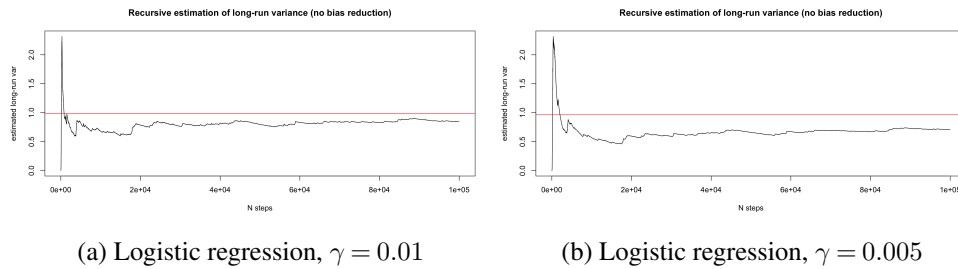 Recursive estimation of long-run variance (no bias reduction)
estimated long-run var
2.0
1.5
1.0
0.5
0.0
0e+00 2e+04 4e+04 6e+04 8e+04 1e+05
N steps
(a) Logistic regression, γ = 0.01
Recursive estimation of long-run variance (no bias reduction)
estimated long-run var
2.0
1.5
1.0
0.5
0.0
0e+00 2e+04 4e+04 6e+04 8e+04 1e+05
N steps
(b) Logistic regression, γ = 0.005